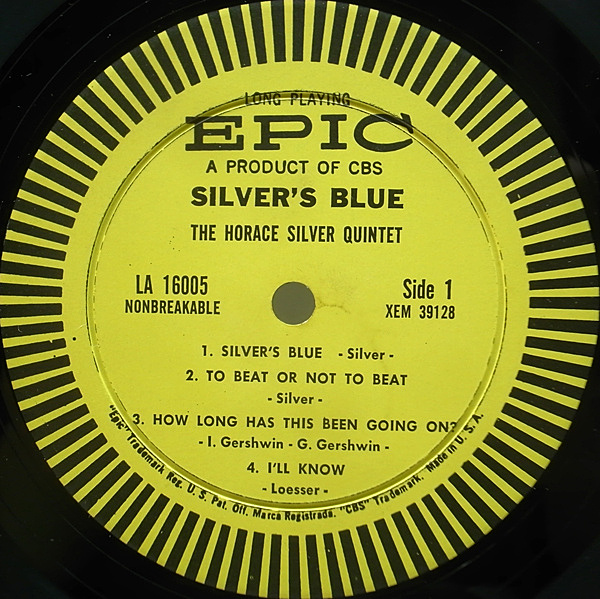 LONG PLAYING
EPIC
A PRODUCT OF CBS
SILVER'S BLUE
THE HORACE SILVER QUINTET
LA 16005
NONBREAKABLE
Side 1
XEM 39128
1. SILVER'S BLUE - Silver -
2. TO BEAT OR NOT TO BEAT
- Silver -
3. HOW LONG HAS THIS BEEN GOING ON?
- I. Gershwin - G. Gershwin -
4. I'LL KNOW
- Loesser -
"Epic" Trademark Reg. U. S. Pat. Off. Marca Registrada. "CBS" Trademark. Made in U. S. A.